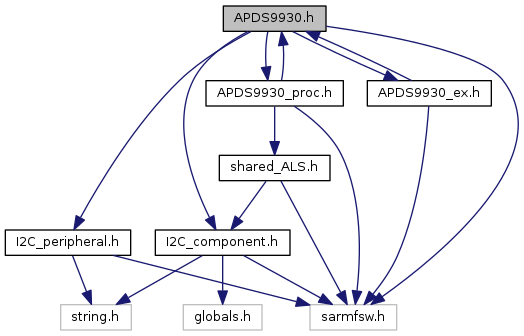 APDS9930.h
APDS9930_proc.h
APDS9930_ex.h
shared_ALS.h
I2C_peripheral.h
I2C_component.h
string.h
globals.h
sarmfsw.h